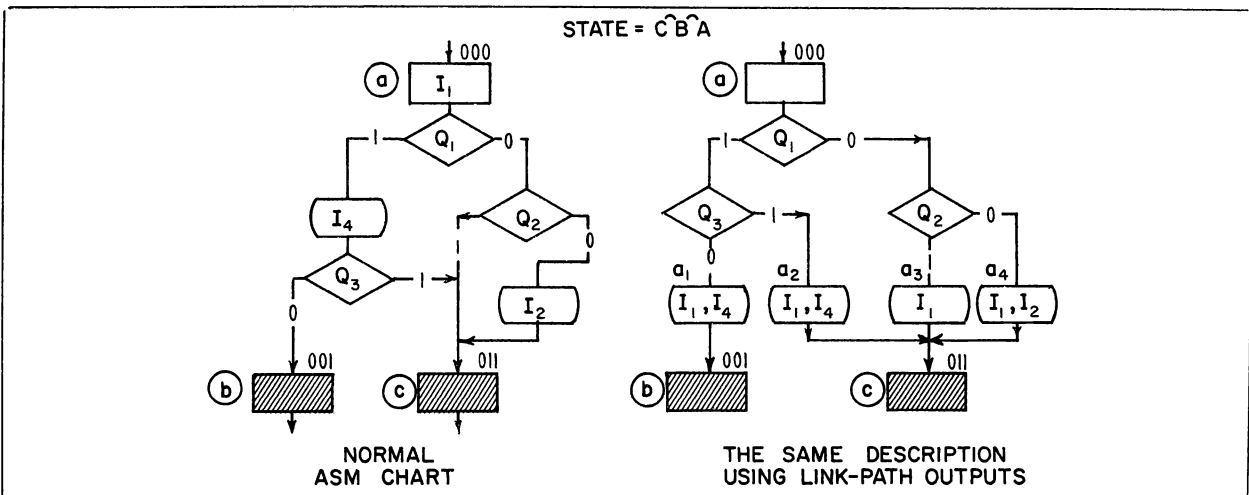 STATE = C^B^A
000
a
I₁
Q₁
1
0
I₄
Q₂
1
0
Q₃
1
0
I₂
001
011
b
c
NORMAL
ASM CHART
000
a
Q₁
1
0
Q₃
1
0
Q₂
1
0
a₁
a₂
a₃
a₄
I₁, I₄
I₁, I₄
I₁
I₁, I₂
001
011
b
c
THE SAME DESCRIPTION
USING LINK-PATH OUTPUTS